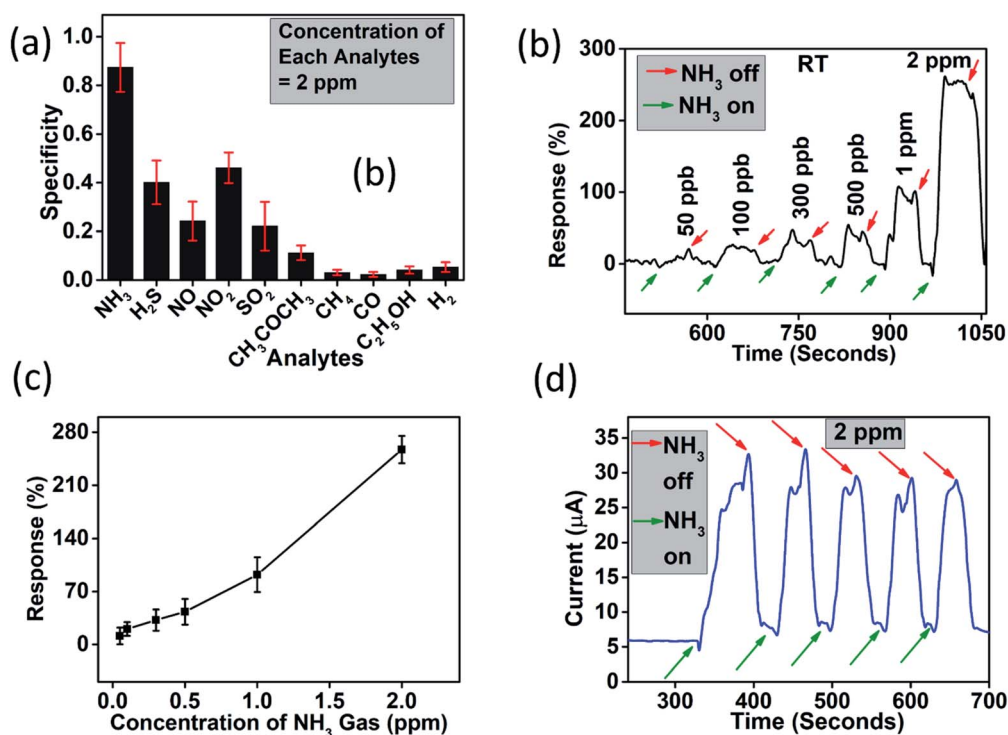 (a)
Concentration of
Each Analytes
= 2 ppm
(b)
Specificity
1.0
0.8
0.6
0.4
0.2
0.0
NH₃
H₂S
NO
NO₂
SO₂
CH₃COCH₃
CH₄
CO
C₂H₅OH
H₂
Analytes
(b)
RT
NH₃ off
NH₃ on
50 ppb
100 ppb
300 ppb
500 ppb
1 ppm
2 ppm
Response (%)
300
200
100
0
600
750
900
1050
Time (Seconds)
(c)
Response (%)
280
210
140
70
0
0.0
0.5
1.0
1.5
2.0
Concentration of NH₃ Gas (ppm)
(d)
2 ppm
NH₃
off
NH₃
on
Current (µA)
35
30
25
20
15
10
5
0
300
400
500
600
700
Time (Seconds)